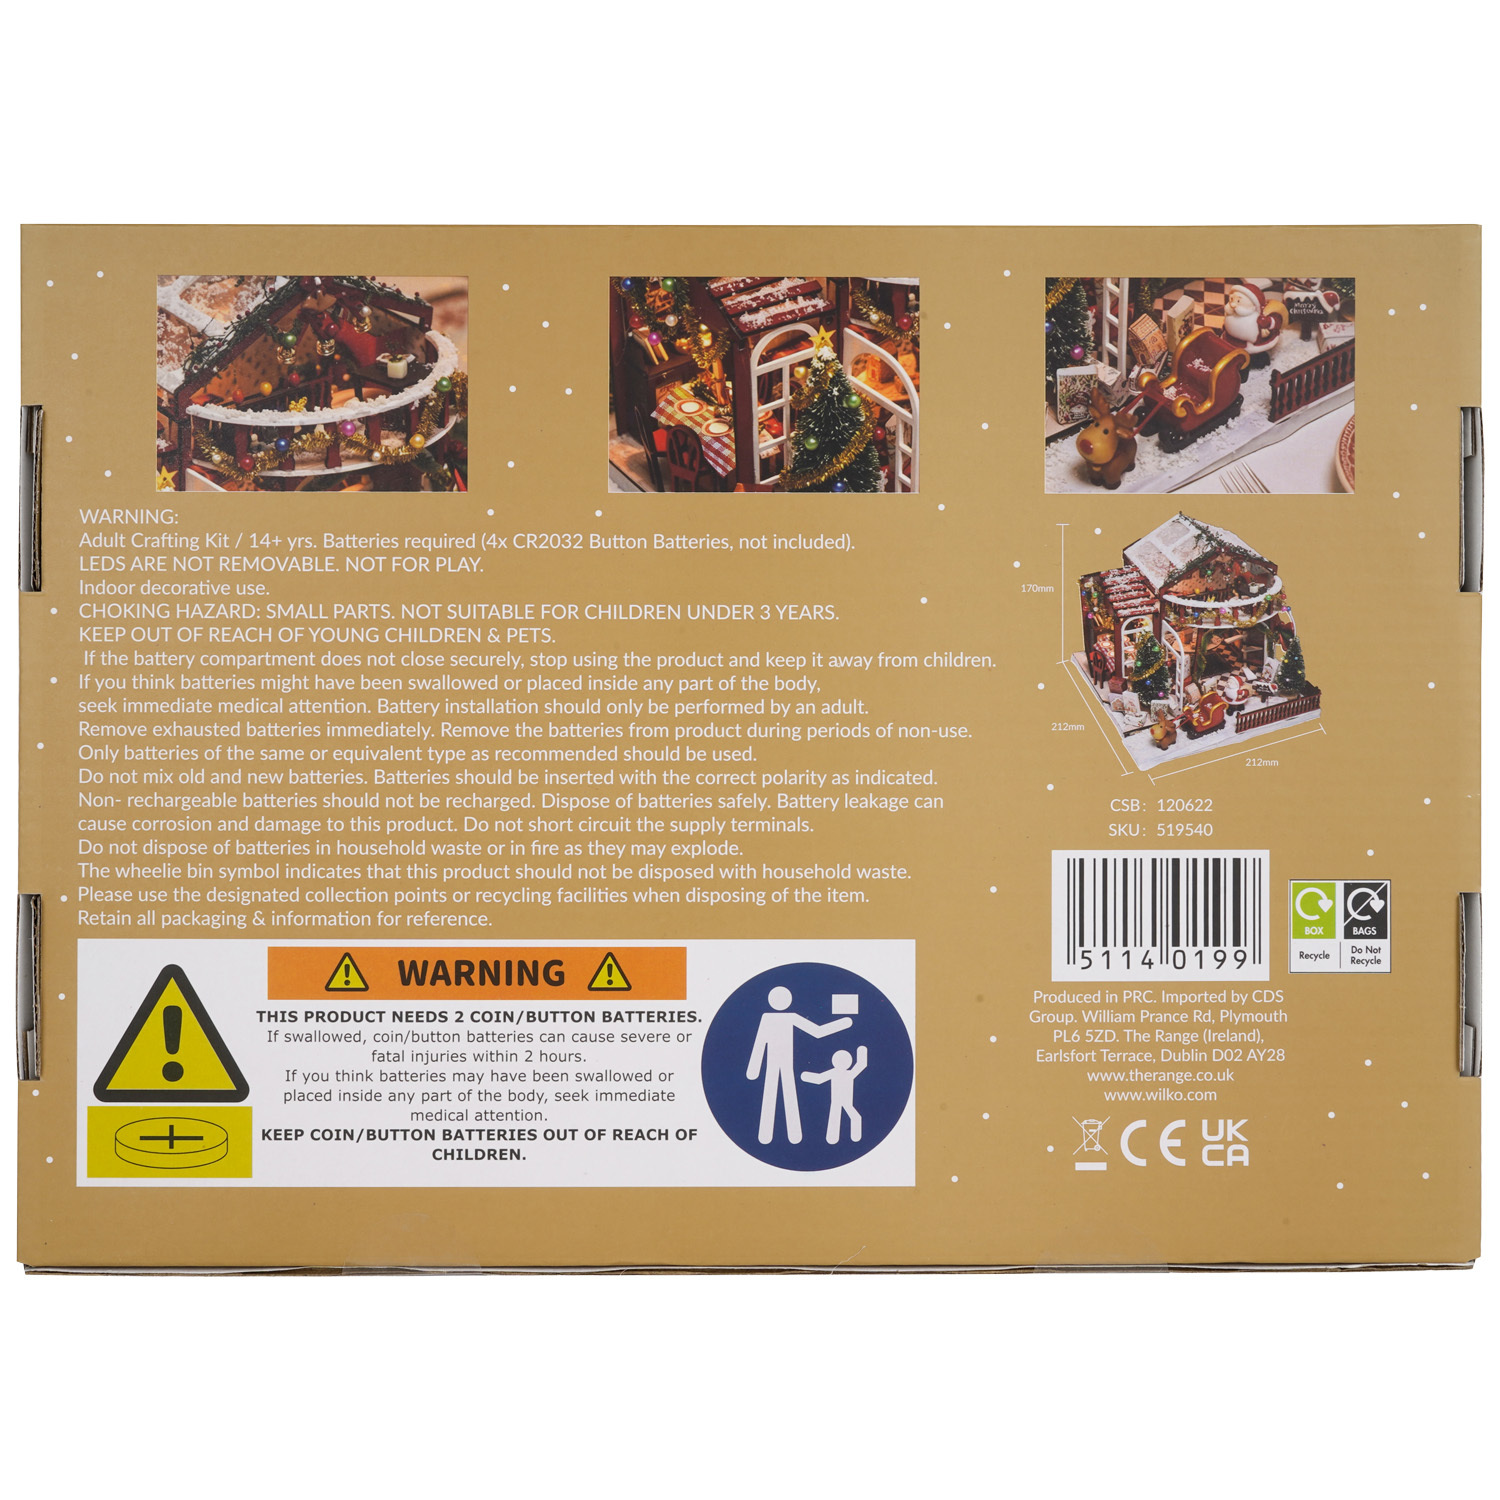 Merry Christmas
WARNING:
Adult Crafting Kit / 14+ yrs. Batteries required (4x CR2032 Button Batteries, not included).
LEDS ARE NOT REMOVABLE. NOT FOR PLAY.
Indoor decorative use.
CHOKING HAZARD: SMALL PARTS. NOT SUITABLE FOR CHILDREN UNDER 3 YEARS.
KEEP OUT OF REACH OF YOUNG CHILDREN & PETS.
If the battery compartment does not close securely, stop using the product and keep it away from children.
If you think batteries might have been swallowed or placed inside any part of the body,
seek immediate medical attention. Battery installation should only be performed by an adult.
Remove exhausted batteries immediately. Remove the batteries from product during periods of non-use.
Only batteries of the same or equivalent type as recommended should be used.
Do not mix old and new batteries. Batteries should be inserted with the correct polarity as indicated.
Non- rechargeable batteries should not be recharged. Dispose of batteries safely. Battery leakage can
cause corrosion and damage to this product. Do not short circuit the supply terminals.
Do not dispose of batteries in household waste or in fire as they may explode.
The wheelie bin symbol indicates that this product should not be disposed with household waste.
Please use the designated collection points or recycling facilities when disposing of the item.
Retain all packaging & information for reference.
WARNING
THIS PRODUCT NEEDS 2 COIN/BUTTON BATTERIES.
If swallowed, coin/button batteries can cause severe or
fatal injuries within 2 hours.
If you think batteries may have been swallowed or
placed inside any part of the body, seek immediate
medical attention.
KEEP COIN/BUTTON BATTERIES OUT OF REACH OF
CHILDREN.
170mm
212mm
212mm
CSB: 120622
SKU: 519540
5114 0199
BOX
Recycle
BAGS
Do Not
Recycle
Produced in PRC. Imported by CDS
Group. William Prance Rd, Plymouth
PL6 5ZD. The Range (Ireland),
Earlsfort Terrace, Dublin D02 AY28
www.therange.co.uk
www.wilko.com
CE
UK
CA